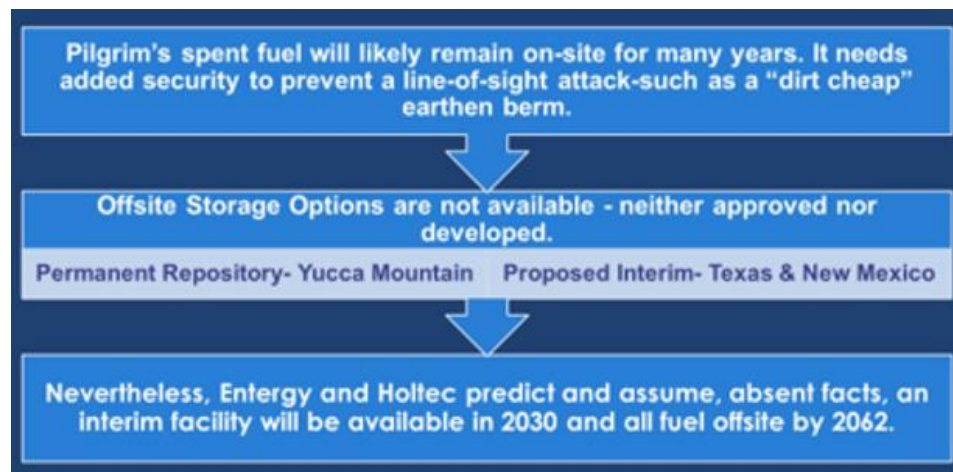 Pilgrim's spent fuel will likely remain on-site for many years. It needs
added security to prevent a line-of-sight attack-such as a “dirt cheap”
earthen berm.
Offsite Storage Options are not available - neither approved nor
developed.
Permanent Repository- Yucca Mountain
Proposed Interim- Texas & New Mexico
Nevertheless, Entergy and Holtec predict and assume, absent facts, an
interim facility will be available in 2030 and all fuel offsite by 2062.